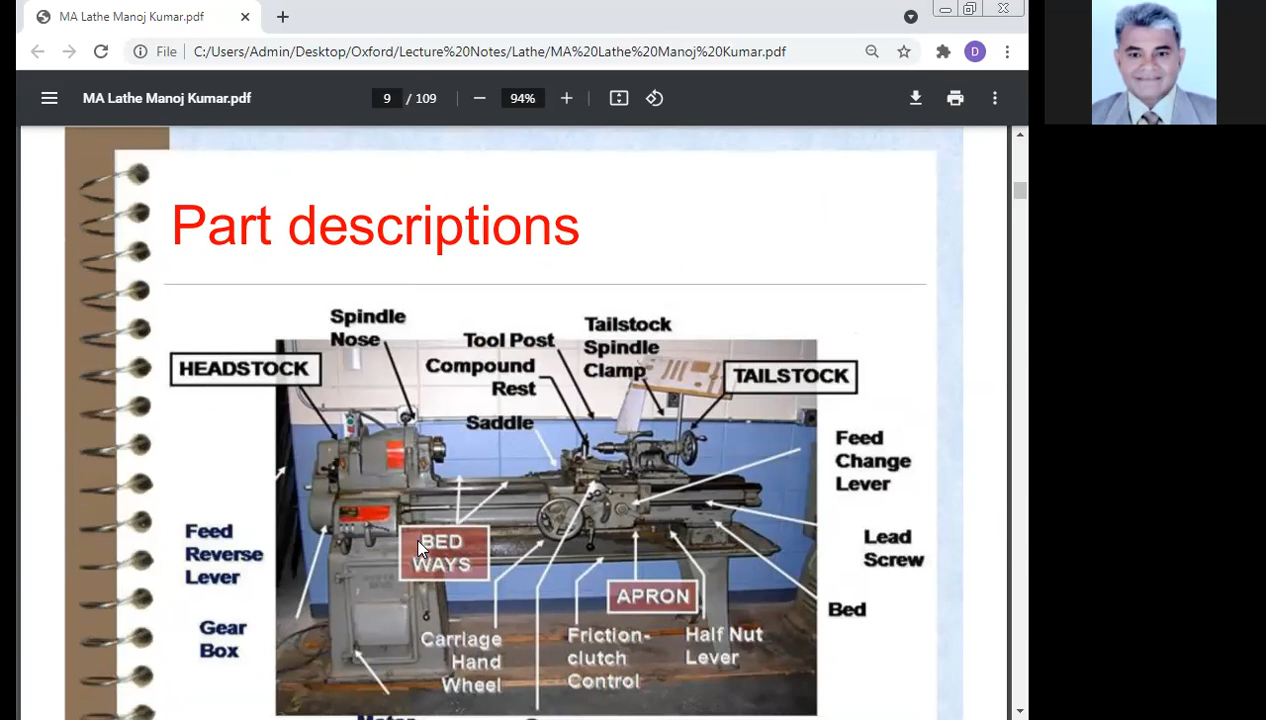 MA Lathe Manoj Kumar.pdf
File
C:/Users/Admin/Desktop/Oxford/Lecture%20Notes/Lathe/MA%20Lathe%20Manoj%20Kumar.pdf
D
MA Lathe Manoj Kumar.pdf
9 / 109
94%
Part descriptions
Spindle
Nose
Tool Post
Tailstock
Spindle
Clamp
HEADSTOCK
Compound
Rest
TAILSTOCK
Saddle
Feed
Change
Lever
Feed
Reverse
Lever
BED
WAYS
Lead
Screw
APRON
Bed
Gear
Box
Carriage
Hand
Wheel
Friction-
clutch
Control
Half Nut
Lever
Motor